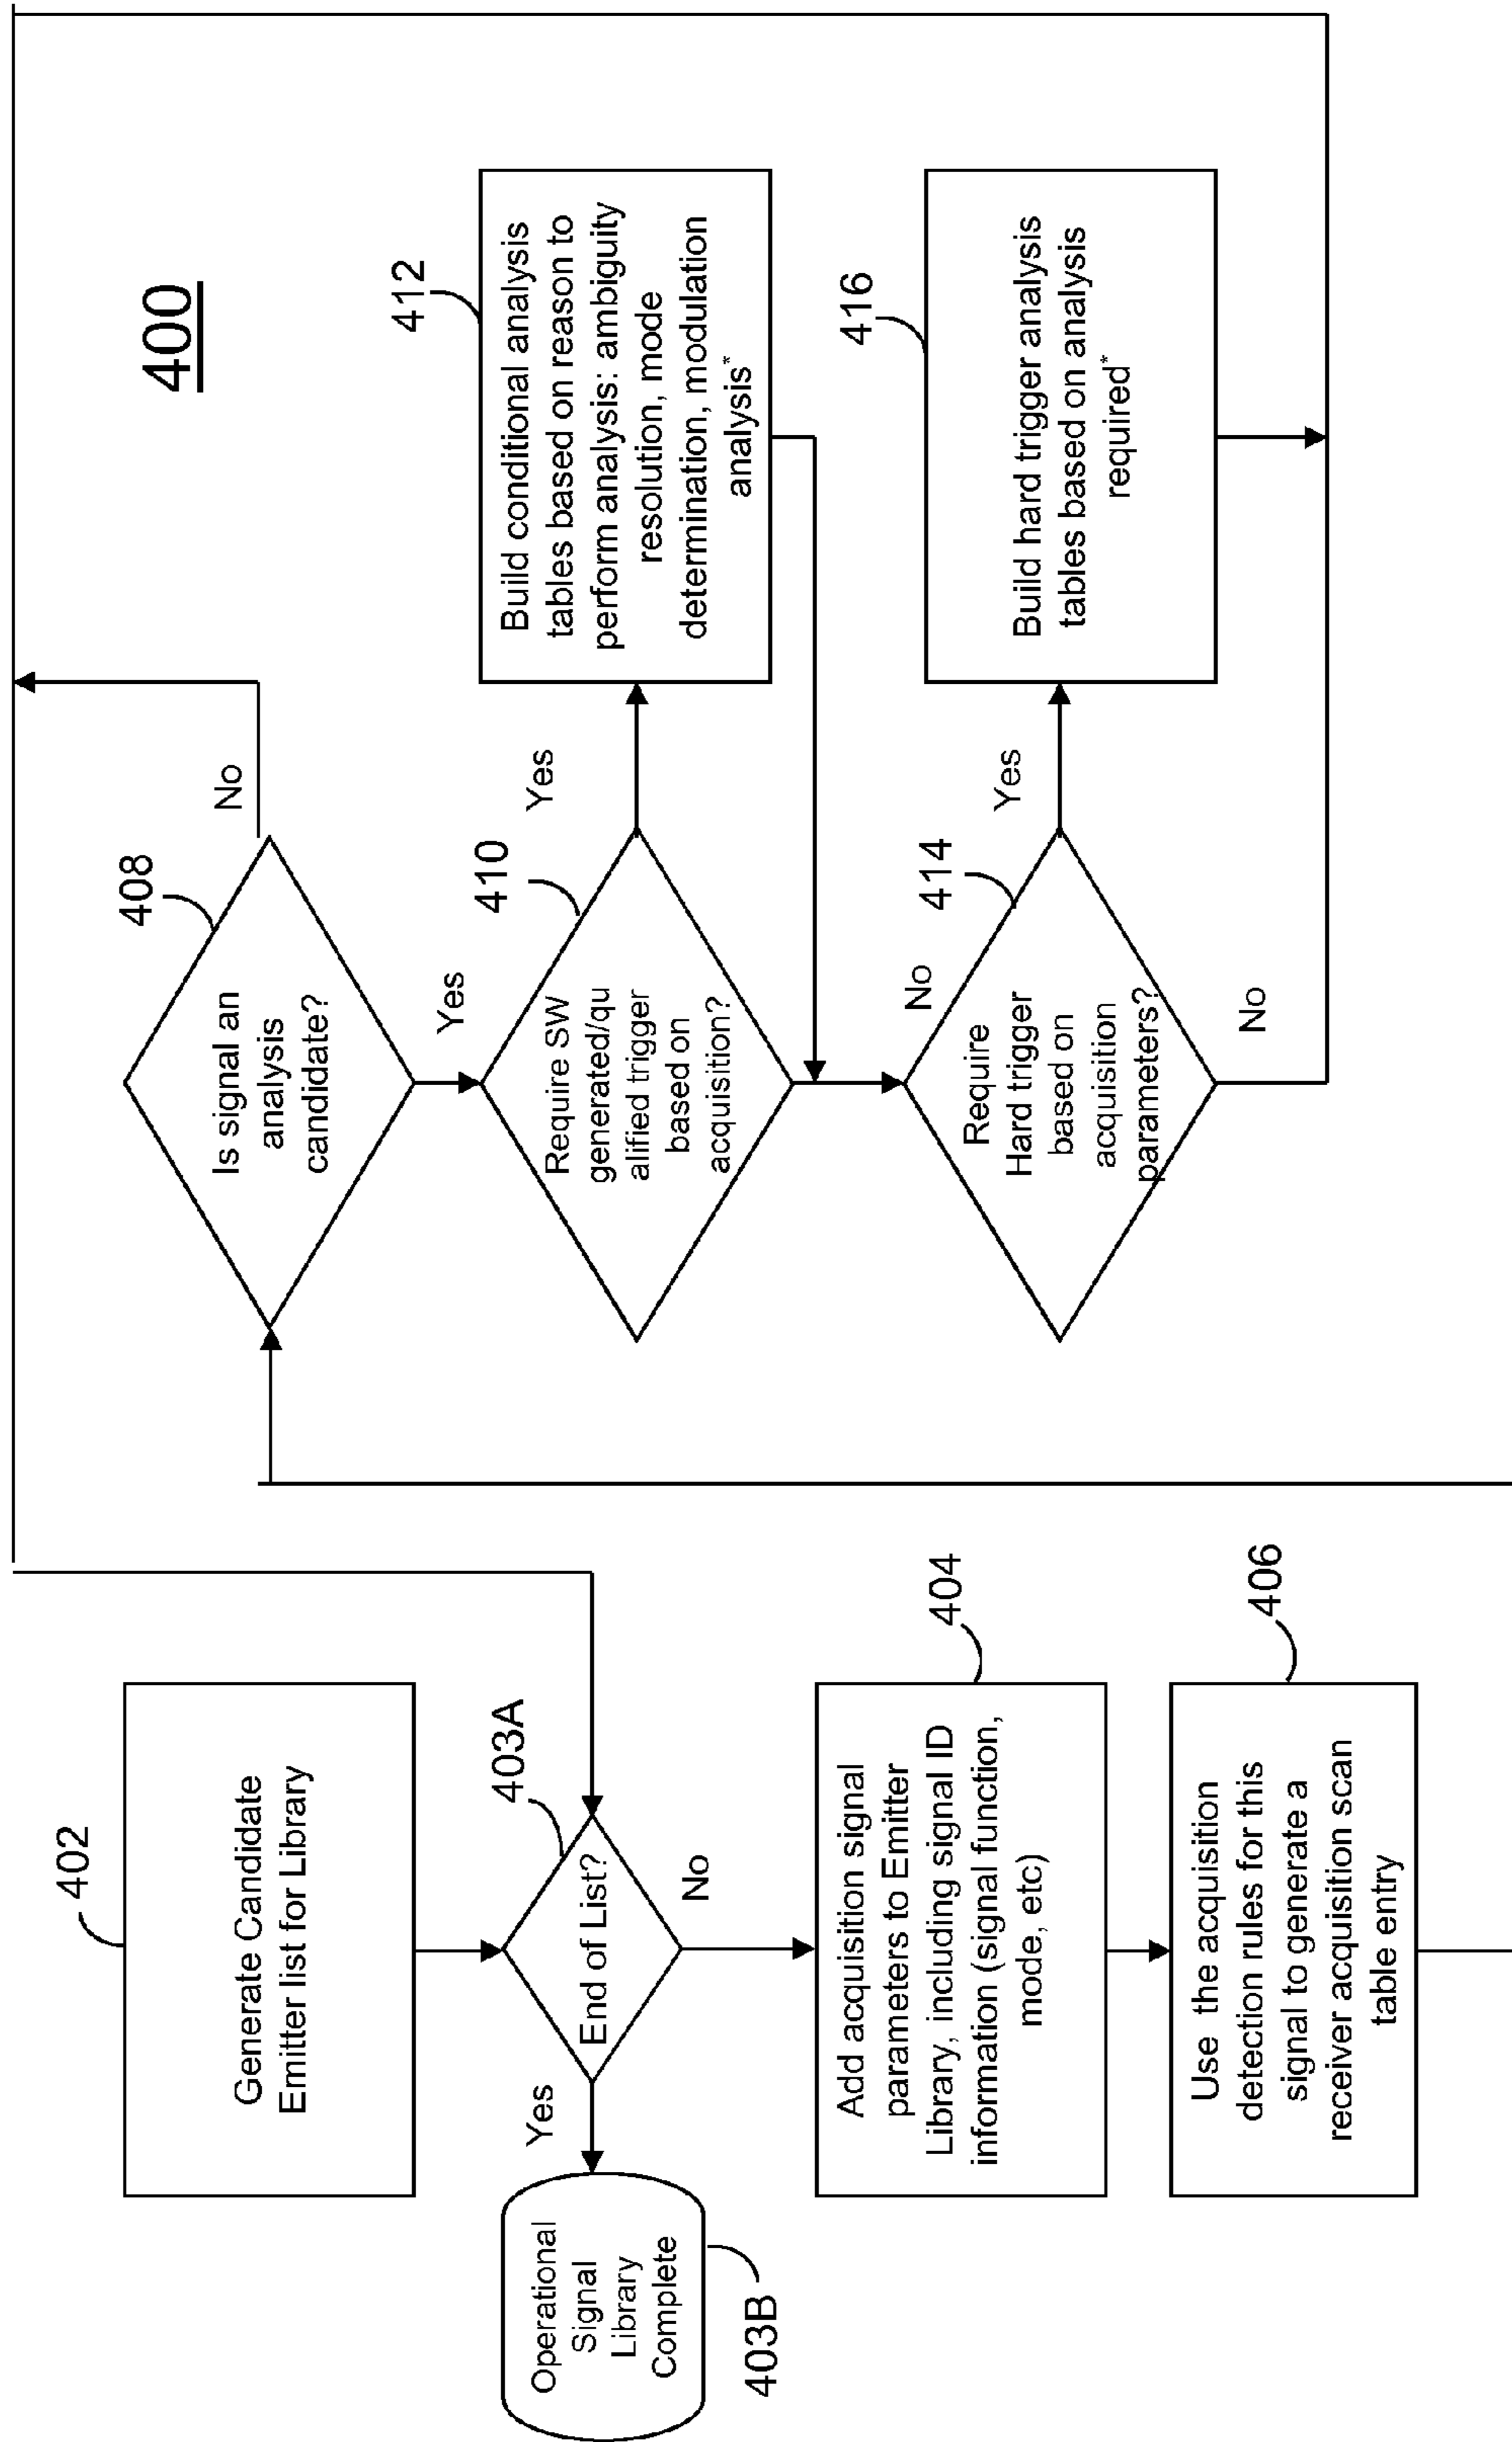 400
402
Generate Candidate
Emitter list for Library
403A
End of List?
Yes
No
Operational
Signal
Library
Complete
403B
404
Add acquisition signal
parameters to Emitter
Library, including signal ID
information (signal function,
mode, etc)
406
Use the acquisition
detection rules for this
signal to generate a
receiver acquisition scan
table entry
408
Is signal an
analysis
candidate?
No
Yes
410
Require SW
generated/qu
alified trigger
based on
acquisition?
Yes
No
412
Build conditional analysis
tables based on reason to
perform analysis: ambiguity
resolution, mode
determination, modulation
analysis*
414
Require
Hard trigger
based on
acquisition
parameters?
Yes
No
416
Build hard trigger analysis
tables based on analysis
required*